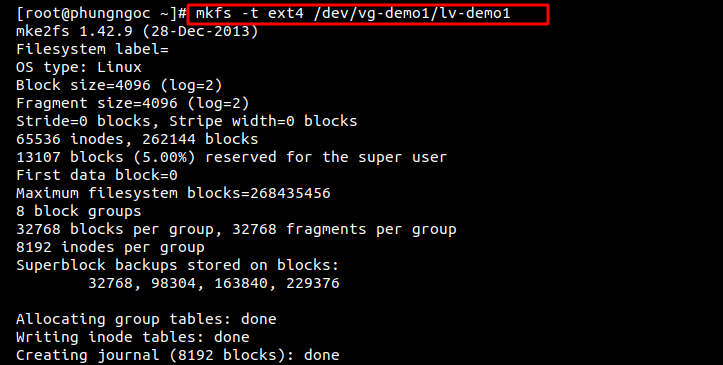 [root@phungngoc ~]# mkfs -t ext4 /dev/vg-demo1/lv-demo1
mke2fs 1.42.9 (28-Dec-2013)
Filesystem label=
OS type: Linux
Block size=4096 (log=2)
Fragment size=4096 (log=2)
Stride=0 blocks, Stripe width=0 blocks
65536 inodes, 262144 blocks
13107 blocks (5.00%) reserved for the super user
First data block=0
Maximum filesystem blocks=268435456
8 block groups
32768 blocks per group, 32768 fragments per group
8192 inodes per group
Superblock backups stored on blocks:
32768, 98304, 163840, 229376
Allocating group tables: done
Writing inode tables: done
Creating journal (8192 blocks): done